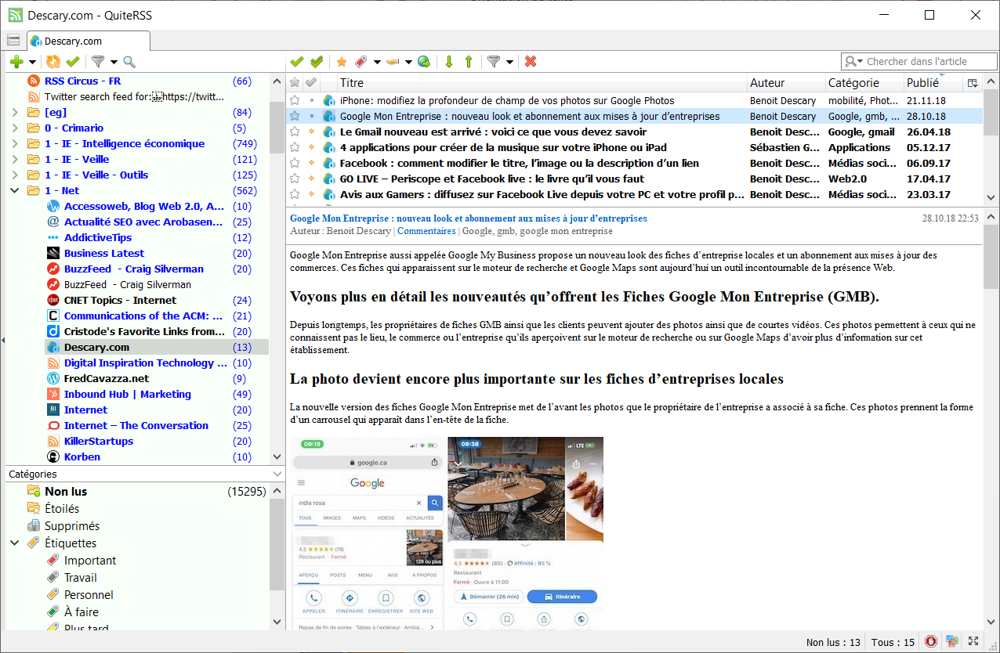 Descary.com - QuiteRSS
Descary.com
Chercher dans l'article
RSS Circus - FR (66)
Twitter search feed for: https://twitt...
[eg] (84)
0 - Crimario (5)
1 - IE - Intelligence économique (749)
1 - IE - Veille (121)
1 - IE - Veille - Outils (125)
1 - Net (562)
Accessoweb, Blog Web 2.0, A... (10)
Actualité SEO avec Arobasen... (25)
AddictiveTips (12)
Business Latest (20)
BuzzFeed - Craig Silverman (20)
BuzzFeed - Craig Silverman
CNET Topics - Internet (24)
Communications of the ACM: ... (21)
Cristode's Favorite Links from... (20)
Descary.com (13)
Digital Inspiration Technology ... (10)
FredCavazza.net (9)
Inbound Hub | Marketing (49)
Internet (20)
Internet – The Conversation (25)
KillerStartups (20)
Korben (10)
Catégories
Non lus (15295)
Étoilés
Supprimés
Étiquettes
Important
Travail
Personnel
À faire
Plus tard
Titre Auteur Catégorie Publié
iPhone: modifiez la profondeur de champ de vos photos sur Google Photos Benoit Descary mobilité, Phot... 21.11.18
Google Mon Entreprise : nouveau look et abonnement aux mises à jour d’entreprises Benoit Descary Google, gmb, ... 28.10.18
Le Gmail nouveau est arrivé : voici ce que vous devez savoir Benoit Desc... Google, gmail 26.04.18
4 applications pour créer de la musique sur votre iPhone ou iPad Sébastien G... Applications 05.12.17
Facebook : comment modifier le titre, l’image ou la description d’un lien Benoit Desc... Médias soci... 06.09.17
GO LIVE – Periscope et Facebook live : le livre qu’il vous faut Benoit Desc... Web2.0 17.04.17
Avis aux Gamers : diffusez sur Facebook Live depuis votre PC et votre profil p... Benoit Desc... Médias soci... 23.03.17
Google Mon Entreprise : nouveau look et abonnement aux mises à jour d’entreprises 28.10.18 22:53
Auteur : Benoit Descary | Commentaires | Google, gmb, google mon entreprise
Google Mon Entreprise aussi appelée Google My Business propose un nouveau look des fiches d’entreprise locales et un abonnement aux mises à jour des
commerces. Ces fiches qui apparaissent sur le moteur de recherche et Google Maps sont aujourd’hui un outil incontournable de la présence Web.
Voyons plus en détail les nouveautés qu’offrent les Fiches Google Mon Entreprise (GMB).
Depuis longtemps, les propriétaires de fiches GMB ainsi que les clients peuvent ajouter des photos ainsi que de courtes vidéos. Ces photos permettent à ceux qui ne
connaissent pas le lieu, le commerce ou l’entreprise qu’ils aperçoivent sur le moteur de recherche ou sur Google Maps d’avoir plus d’information sur cet
établissement.
La photo devient encore plus importante sur les fiches d’entreprises locales
La nouvelle version des fiches Google Mon Entreprise met de l’avant les photos que le propriétaire de l’entreprise a associé à sa fiche. Ces photos prennent la forme
d’un carrousel qui apparaît dans l’en-tête de la fiche.
09:15
google.ca
Google
india rosa
TOUS IMAGES MAPS VIDÉOS ACTUALITÉS
4,5 (78)
Restaurant · Fermé
128 ou plus
APERÇU POSTS MENU AVIS À PROPOS
APPELER ITINÉRAIRE ENREGISTRER SITE WEB
Repas de fin de soirée · Tables à l'extérieur · Ambia...
09:38 LTE
4,5 (80) · Affinité : 95 %
Restaurant
Fermé · Ouvre à 11:00
Démarrer (26 min) Itinéraire
Non lus : 13 Tous : 15